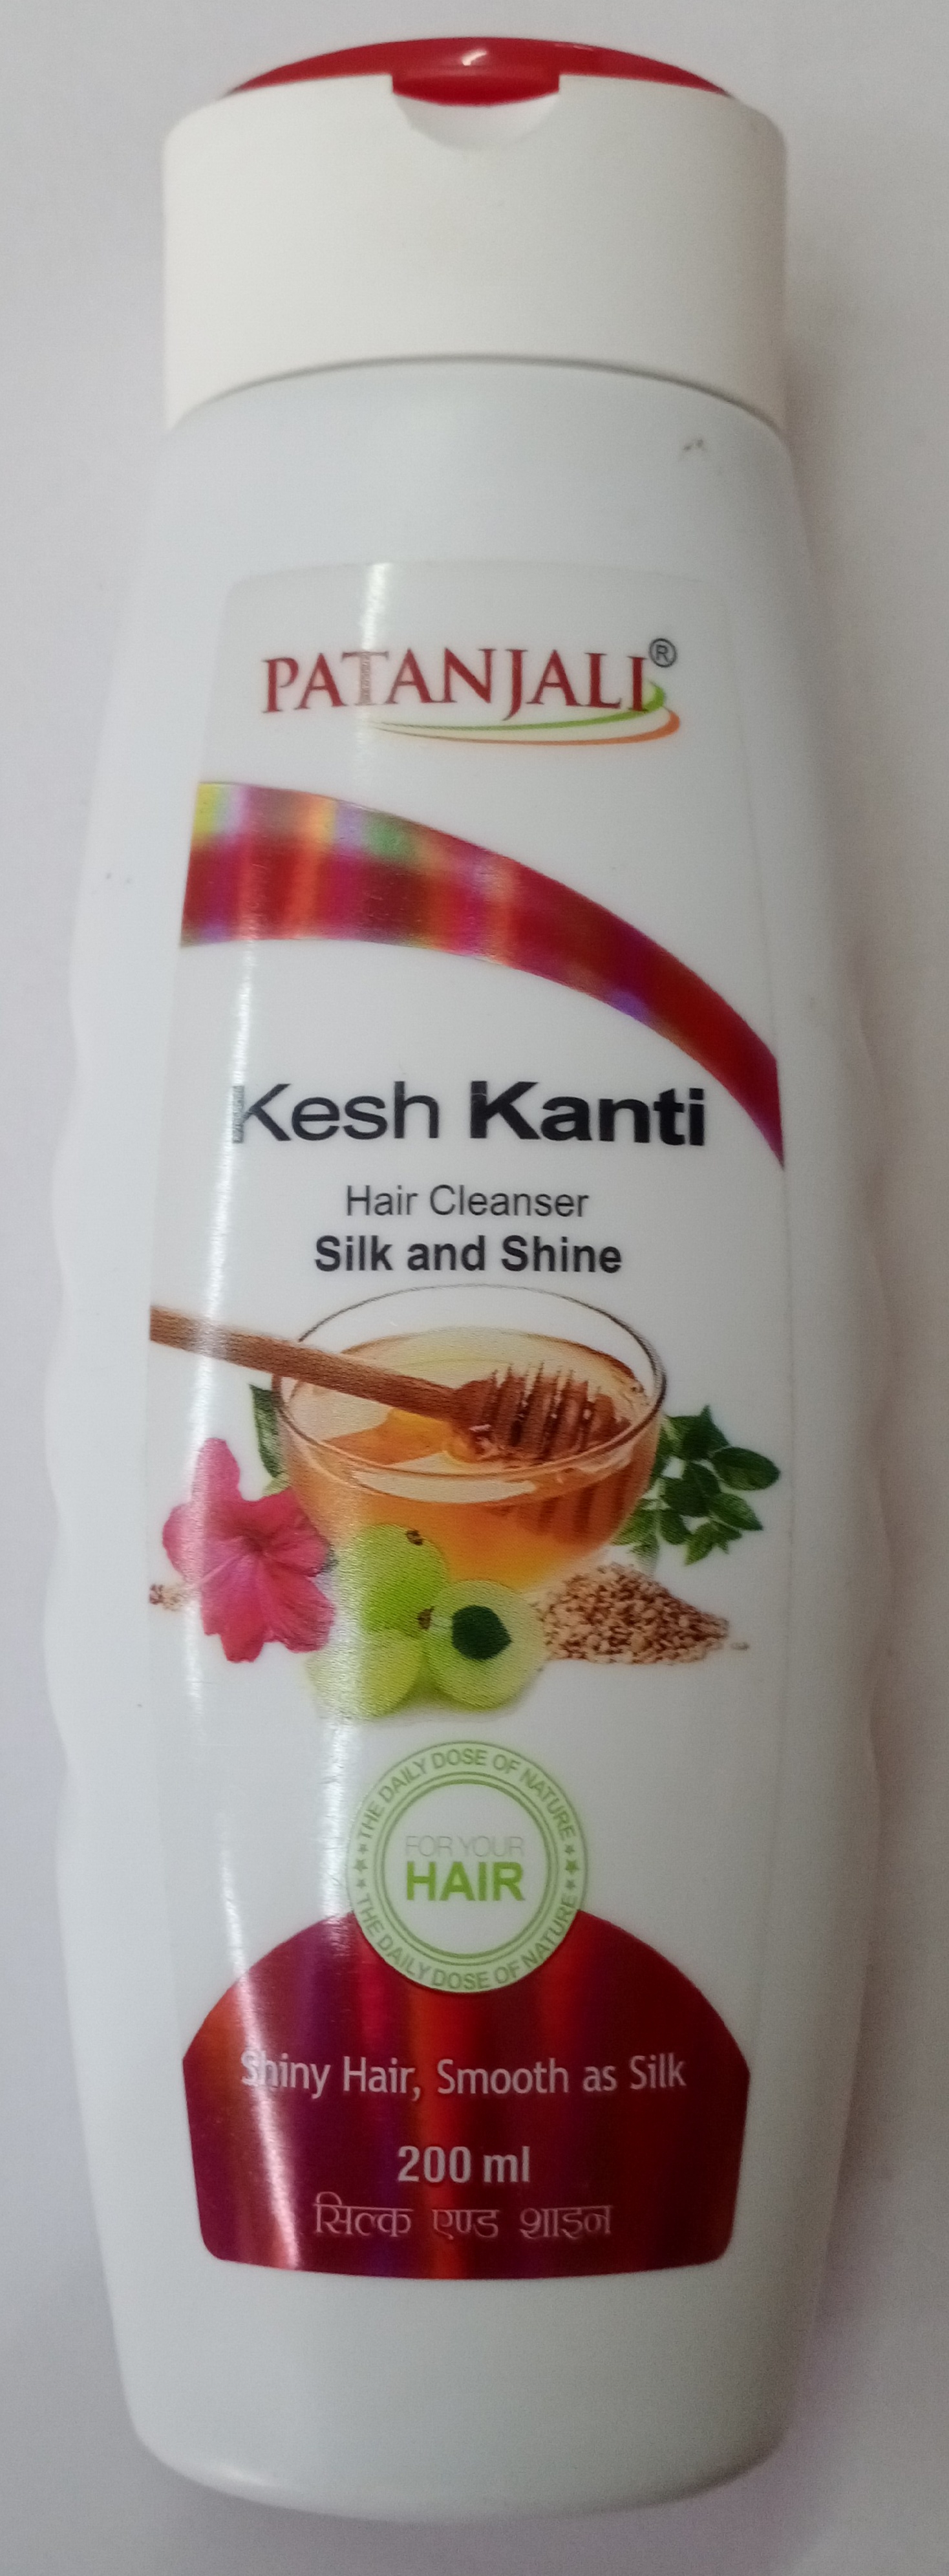 PATANJALI®
Kesh Kanti
Hair Cleanser
Silk and Shine
THE DAILY DOSE OF NATURE
FOR YOUR
HAIR
THE DAILY DOSE OF NATURE
Shiny Hair, Smooth as Silk
200 ml
सिल्क एण्ड शाइन